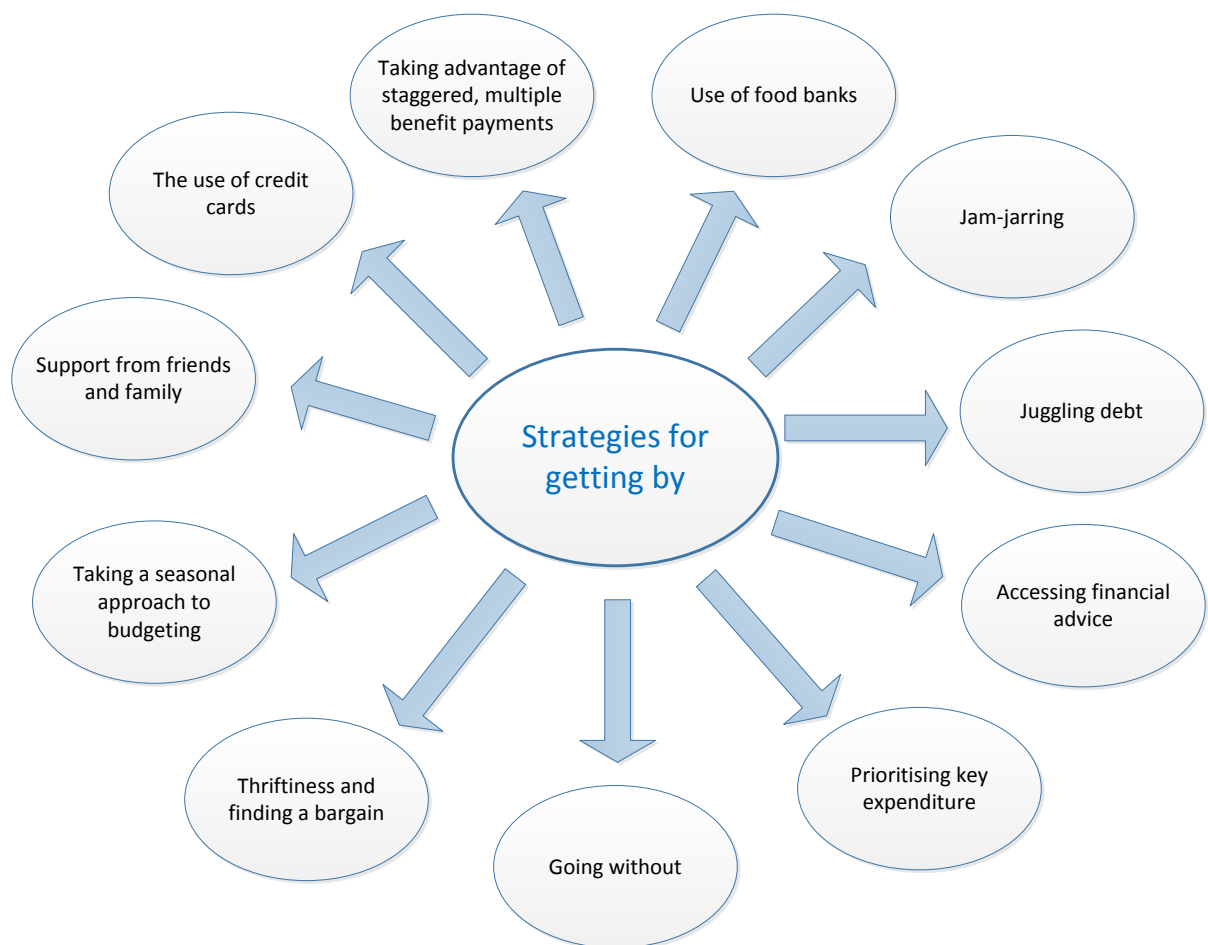 Taking advantage of
staggered, multiple
benefit payments
Use of food banks
The use of credit
cards
Jam-jarring
Support from friends
and family
Juggling debt
Strategies for
getting by
Taking a seasonal
approach to
budgeting
Accessing financial
advice
Thriftiness and
finding a bargain
Prioritising key
expenditure
Going without